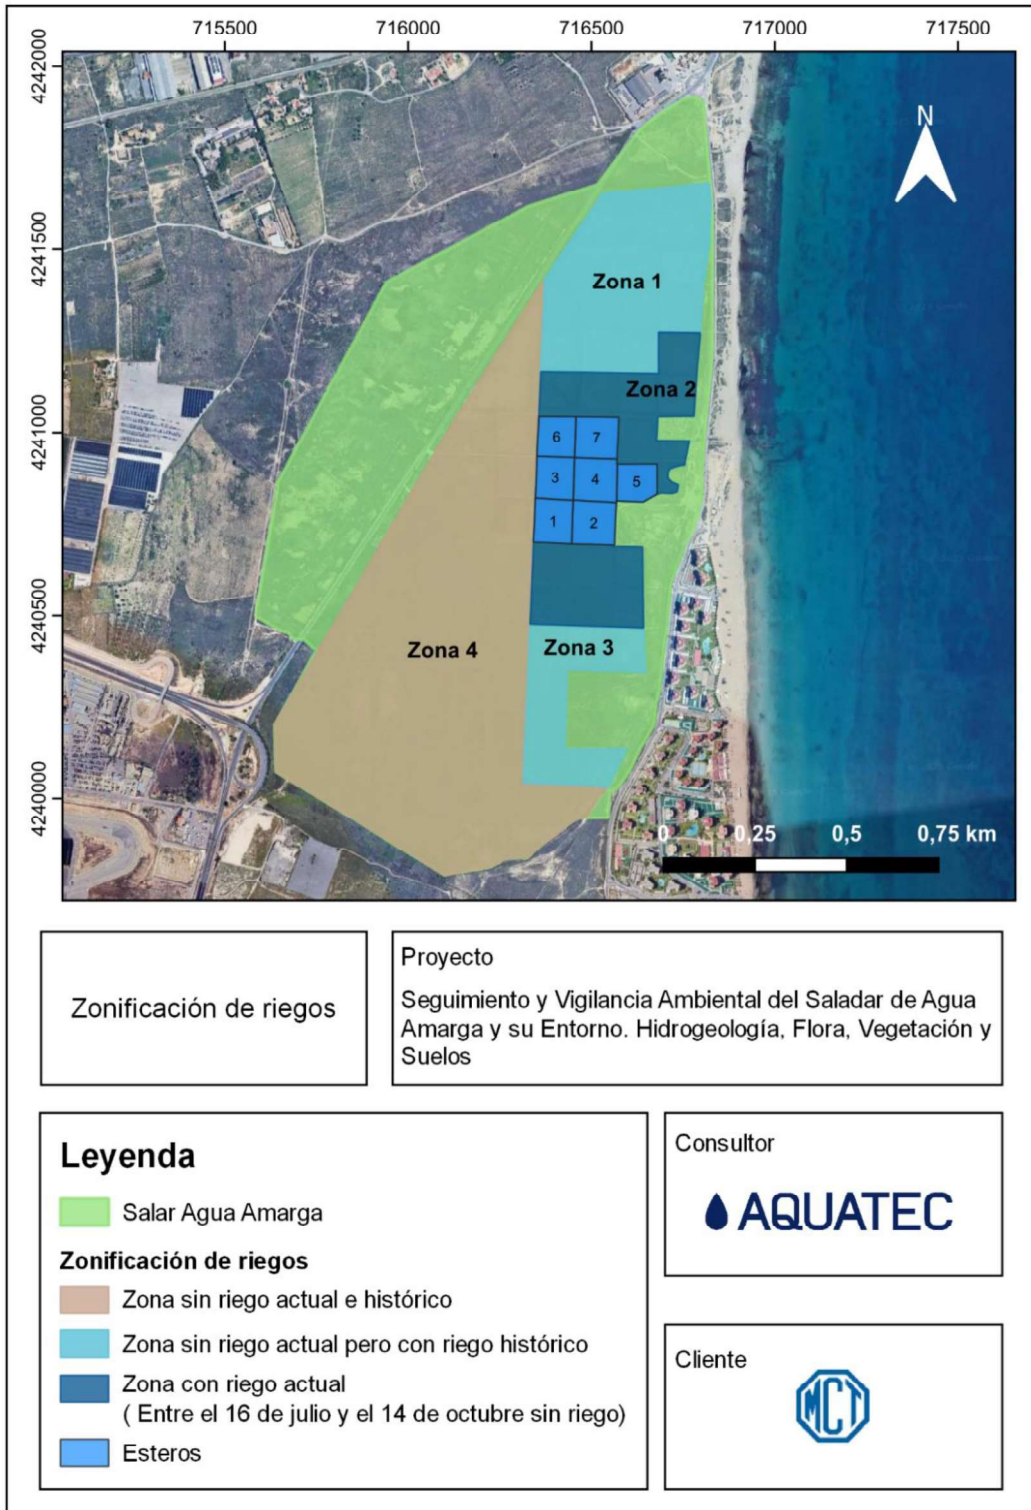 715500
716000
716500
717000
717500
4242000
4241500
4241000
4240500
4240000
N
Zona 1
Zona 2
6
7
3
4
5
1
2
Zona 4
Zona 3
0
0,25
0,5
0,75 km
Zonificación de riegos
Proyecto
Seguimiento y Vigilancia Ambiental del Saladar de Agua
Amarga y su Entorno. Hidrogeología, Flora, Vegetación y
Suelos
Leyenda
Salar Agua Amarga
Zonificación de riegos
Zona sin riego actual e histórico
Zona sin riego actual pero con riego histórico
Zona con riego actual
( Entre el 16 de julio y el 14 de octubre sin riego)
Esteros
Consultor
AQUATEC
Cliente
MCT